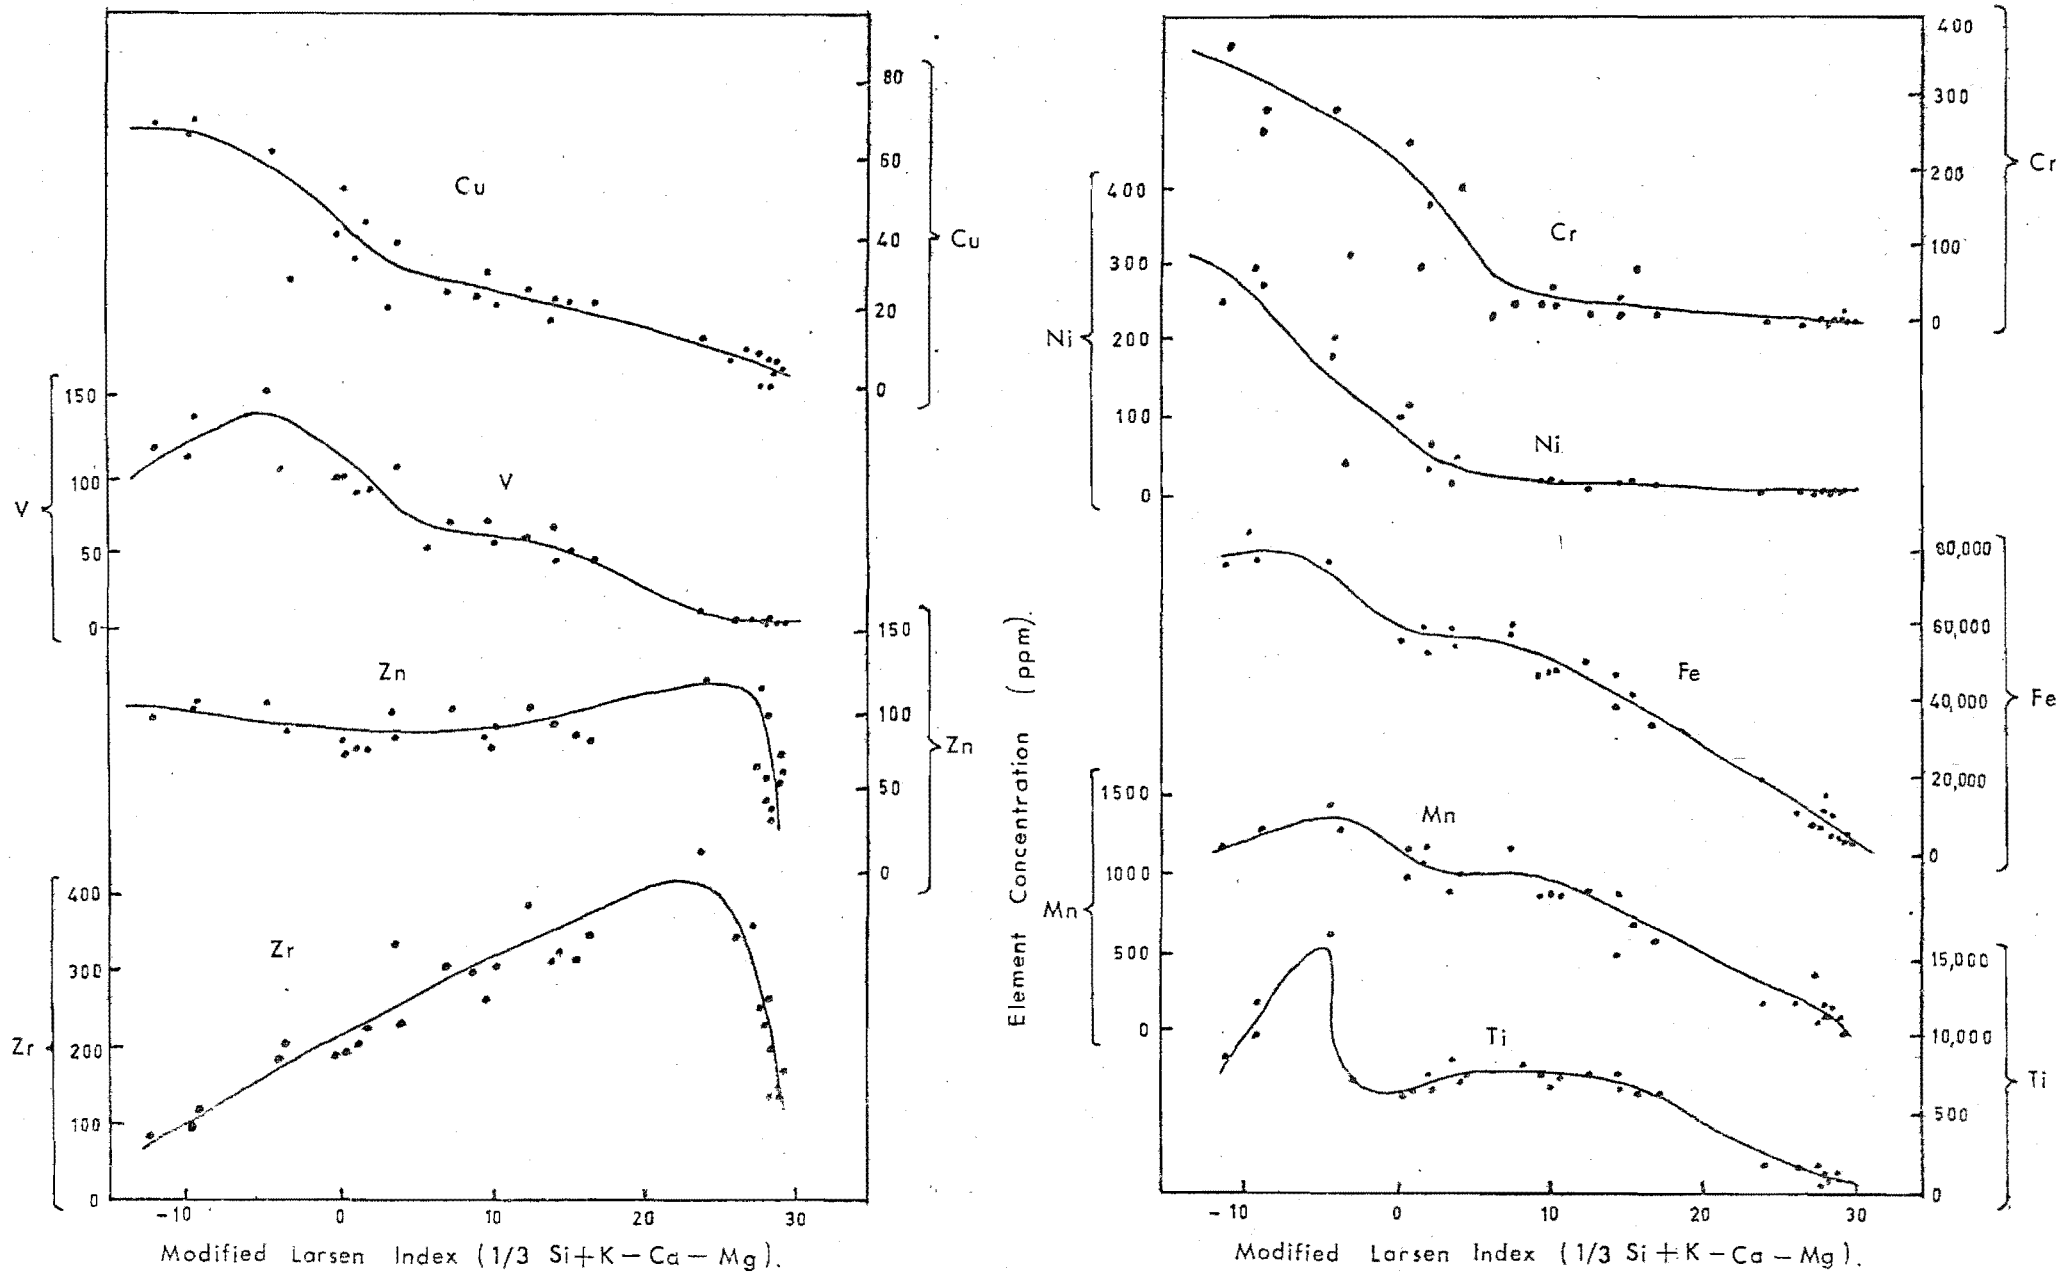 80
60
40
20
0
Cu
Cu
150
100
50
0
V
V
150
100
50
0
Zn
Zn
400
300
200
100
0
Zr
Zr
-10 0 10 20 30
Modified Larsen Index (1/3 Si+K-Ca-Mg).
Element Concentration (ppm).
400
300
200
100
0
Cr
Cr
400
300
200
100
0
Ni
Ni
80,000
60,000
40,000
20,000
0
Fe
Fe
1500
1000
500
0
Mn
Mn
15,000
10,000
500
0
Ti
Ti
-10 0 10 20 30
Modified Larsen Index (1/3 Si+K-Ca-Mg).